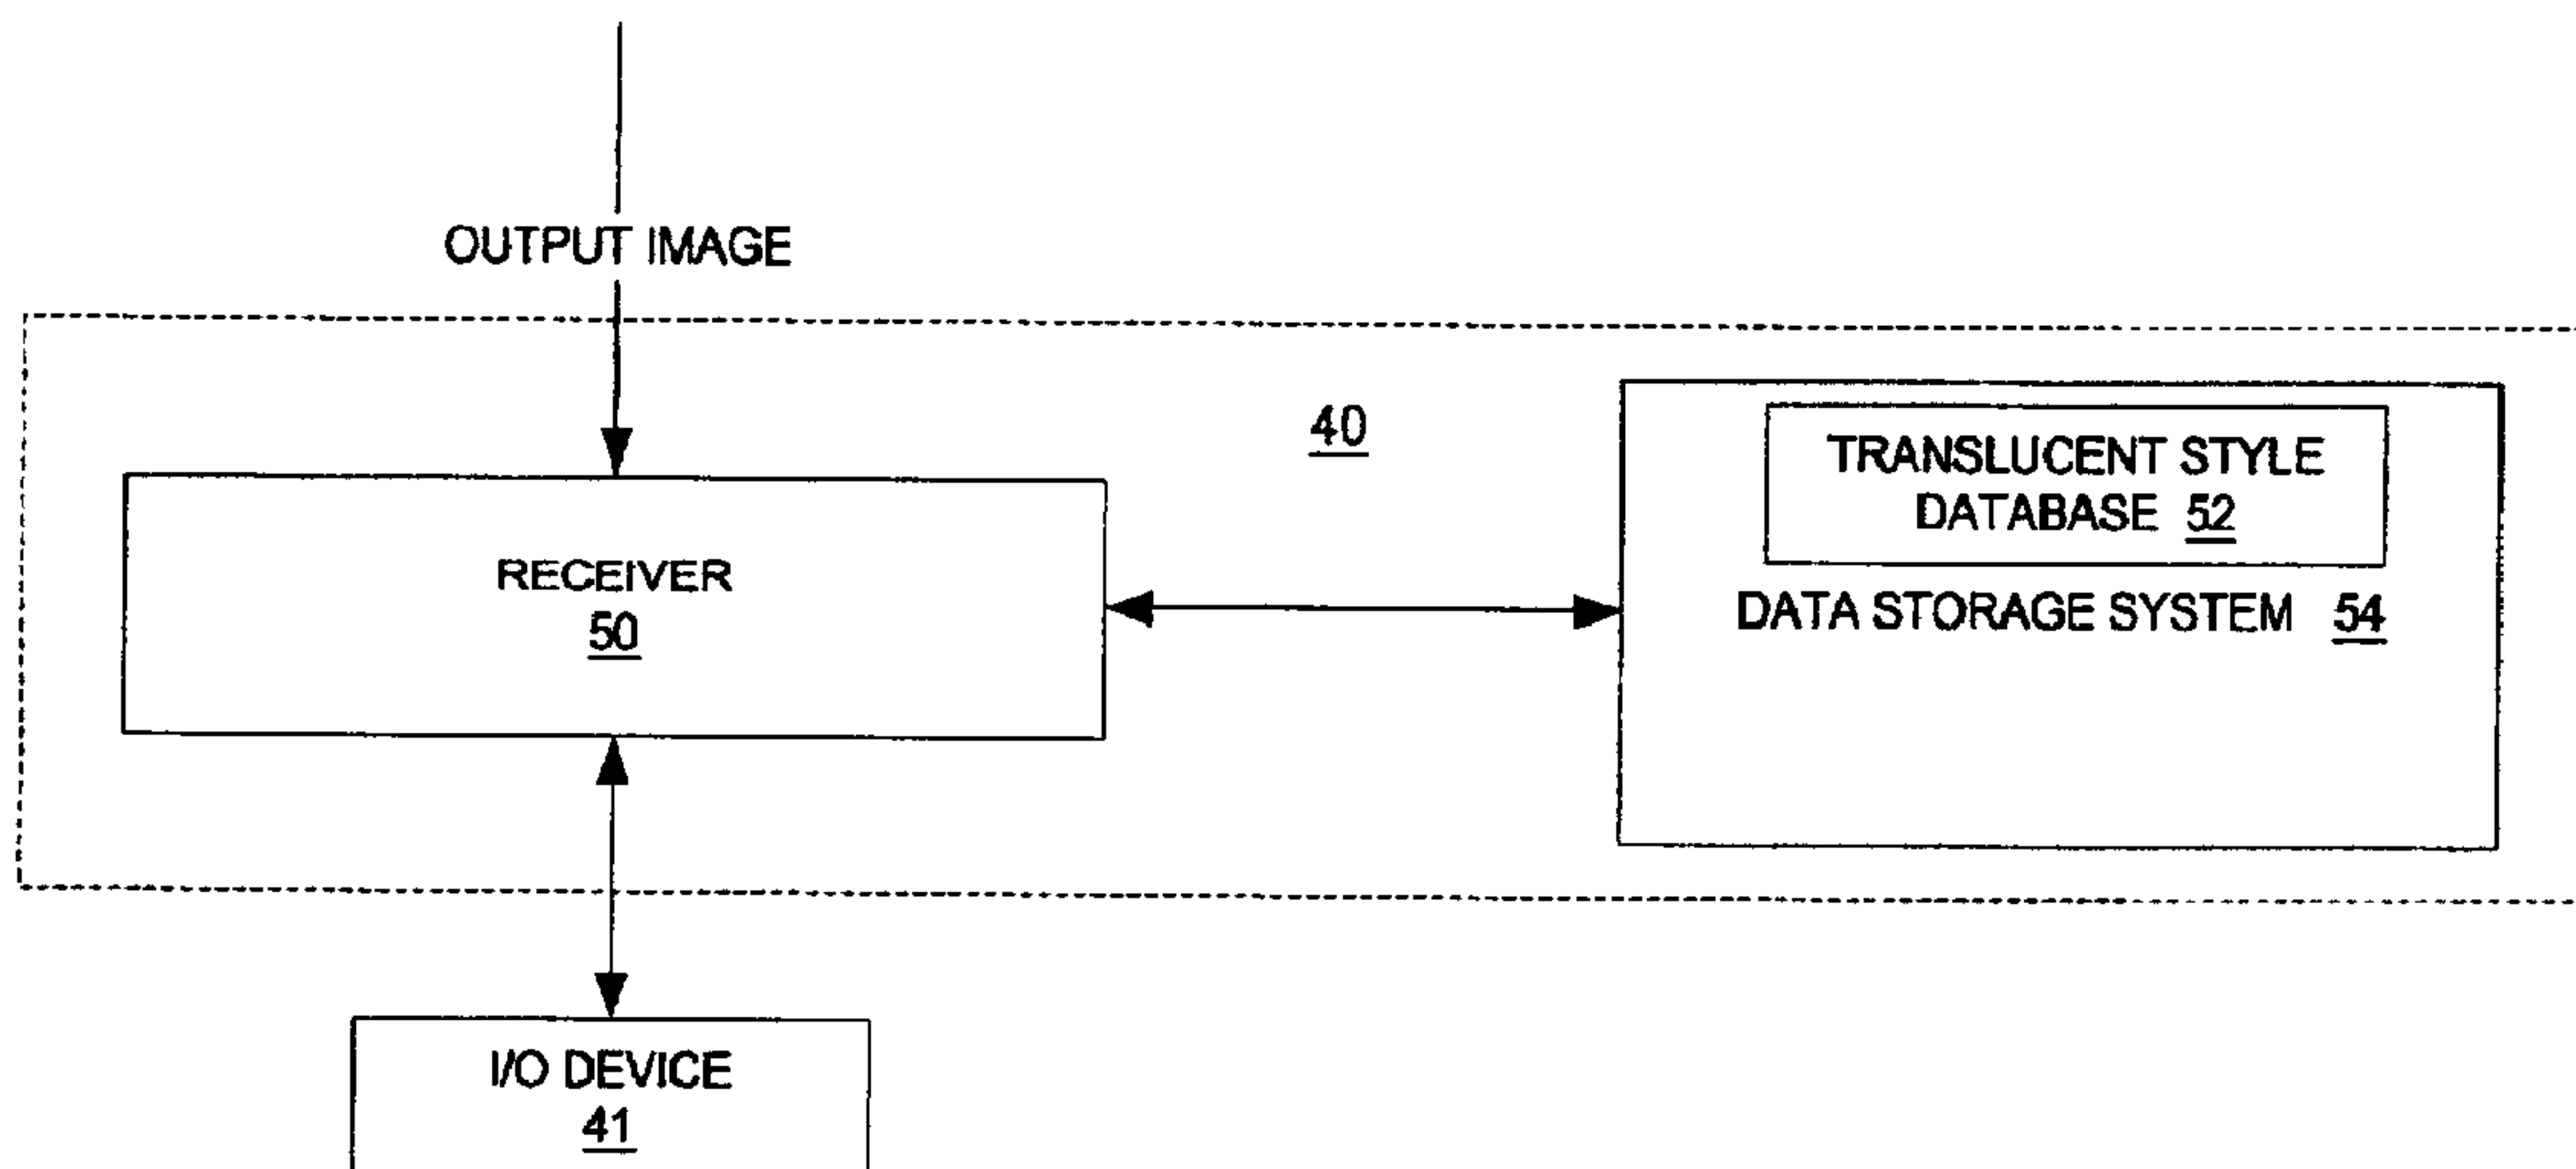 OUTPUT IMAGE
40
TRANSLUCENT STYLE
DATABASE 52
RECEIVER
50
DATA STORAGE SYSTEM 54
I/O DEVICE
41